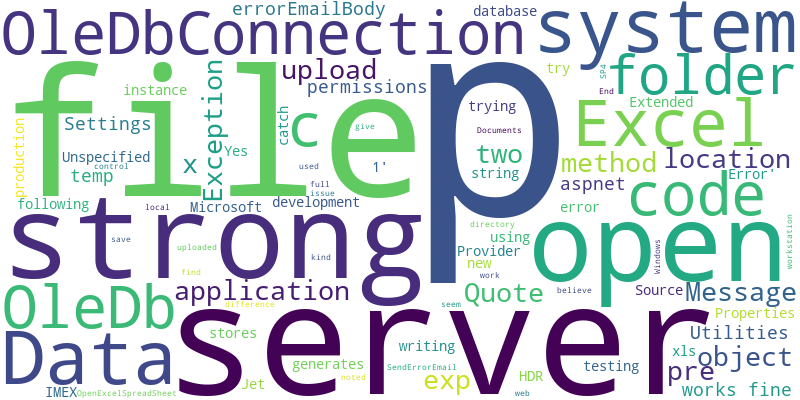 errorEmailBody
database
OleDbConnection
system
file
p
upload
folder
instance
permissions
try
SP4
End
Exception
catch
c
trying
Extended
Excel
production
Settings
give
Documents
Yes
x
1'
two
method
location
Unspecified
control
temp
used
full
issue
string
aspnet
Error'
code
following
local
Microsoft
development
error
strong
open
save
uploaded
kind
directory
using
Provider
Windows
workstation
find
new
work
application
Quote
Source
Message
OleDb
difference
seem
believe
Properties
server
stores
Utilities
Data
writing
xls
object
generates
SendErrorEmail
testing
pre
Jet
noted
exp
HDR
IMEX
OpenExcelSpreadSheet
web
works fine